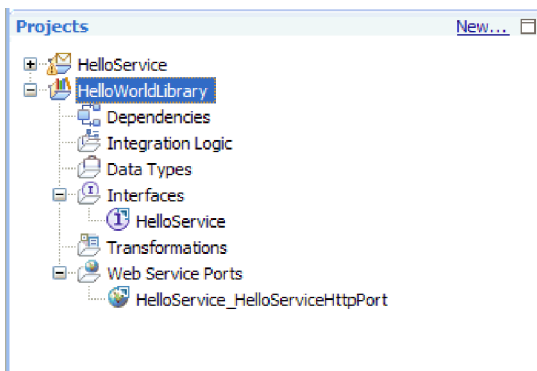 Projects New...
HelloService
HelloWorldLibrary
Dependencies
Integration Logic
Data Types
Interfaces
HelloService
Transformations
Web Service Ports
HelloService_HelloServiceHttpPort